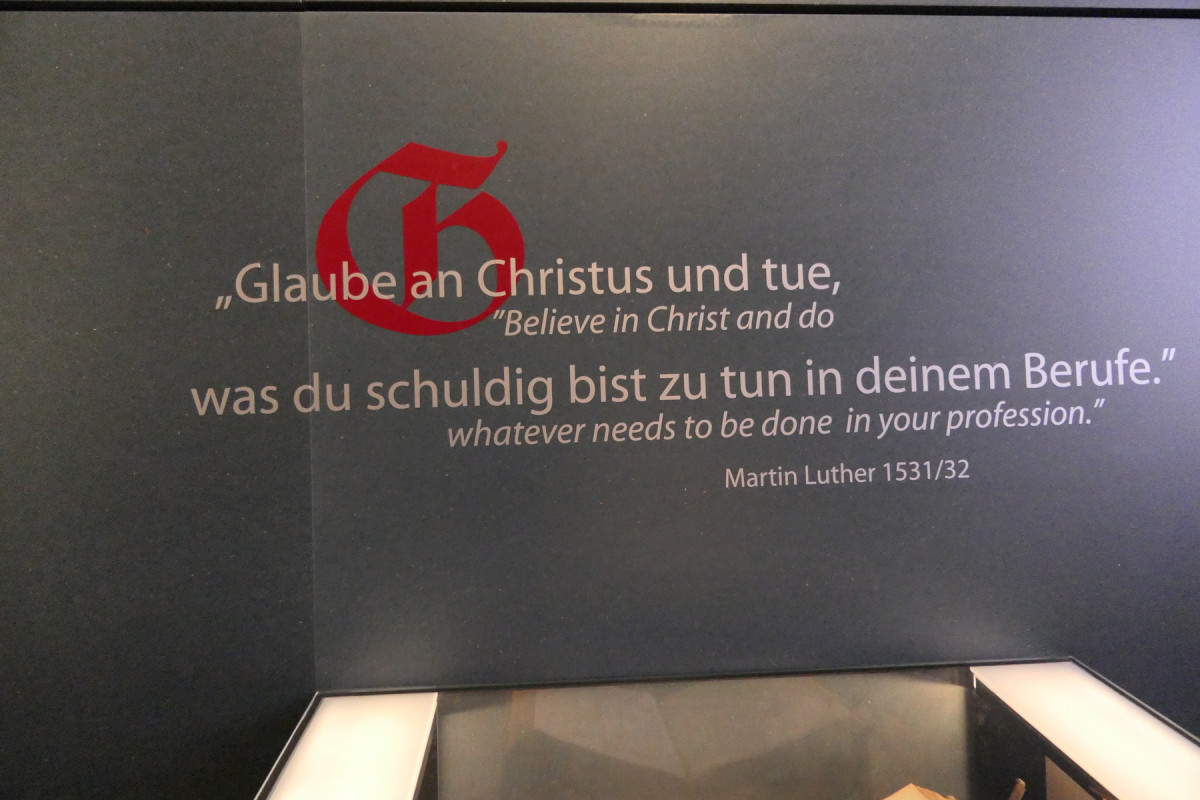 G
„Glaube an Christus und tue,
"Believe in Christ and do
was du schuldig bist zu tun in deinem Berufe."
whatever needs to be done in your profession."
Martin Luther 1531/32